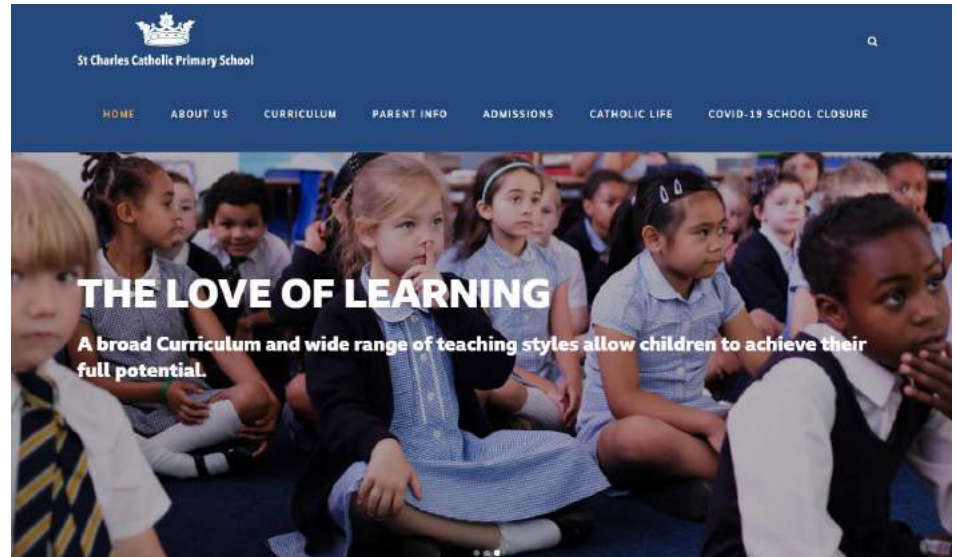 St Charles Catholic Primary School
HOME ABOUT US CURRICULUM PARENT INFO ADMISSIONS CATHOLIC LIFE COVID-19 SCHOOL CLOSURE
THE LOVE OF LEARNING
A broad Curriculum and wide range of teaching styles allow children to achieve their
full potential.